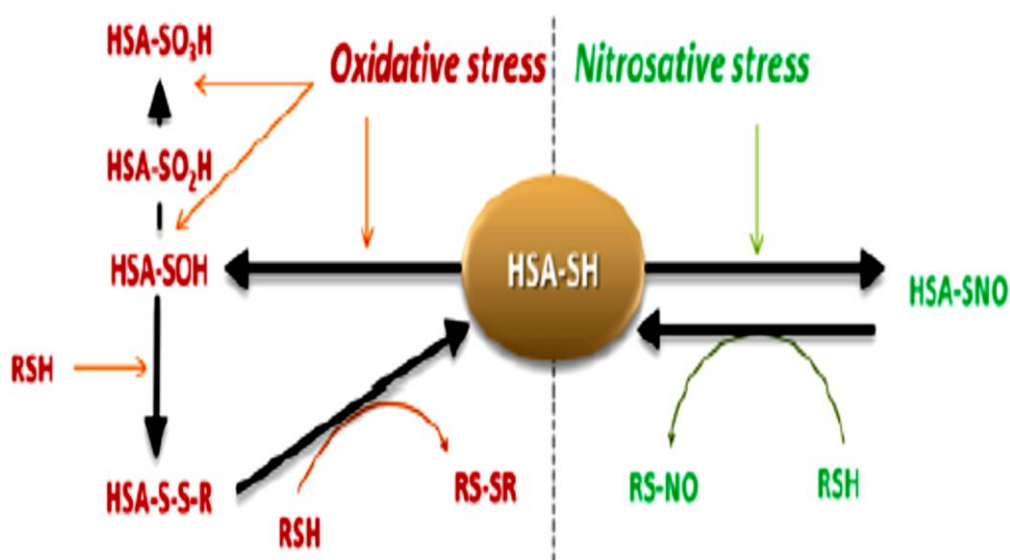 HSA-SO₃H
Oxidative stress
Nitrosative stress
HSA-SO₂H
HSA-SOH
HSA-SH
HSA-SNO
RSH
HSA-S-S-R
RSH
RS-SR
RS-NO
RSH